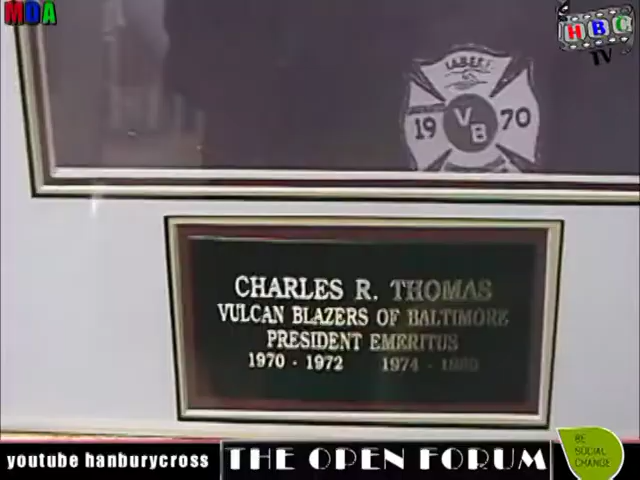 MDA
HBC
TV
I.A.B.P.F.F.
19 VB 70
CHARLES R. THOMAS
VULCAN BLAZERS OF BALTIMORE
PRESIDENT EMERITUS
1970 - 1972 1974 -
youtube hanburycross
THE OPEN FORUM
BE
SOCIAL
CHANGE